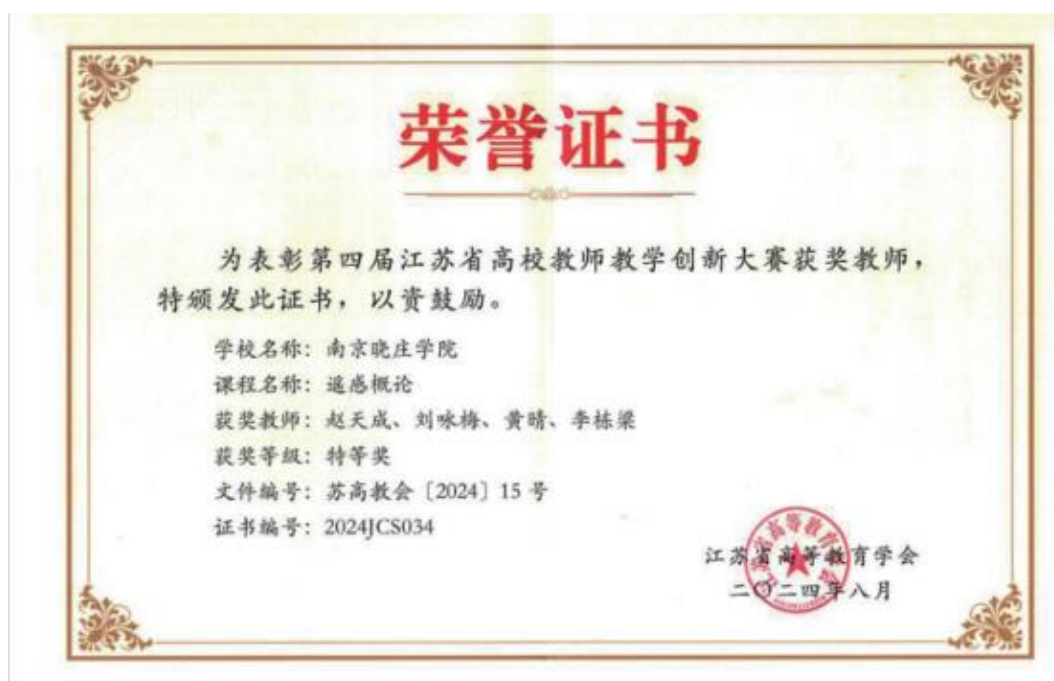 荣誉证书
为表彰第四届江苏省高校教师教学创新大赛获奖教师，
特颁发此证书，以资鼓励。
学校名称：南京晓庄学院
课程名称：遥感概论
获奖教师：赵天成、刘咏梅、黄晴、李栋梁
获奖等级：特等奖
文件编号：苏高教会〔2024〕15 号
证书编号：2024JCS034
江苏省高等教育学会
二〇二四年八月